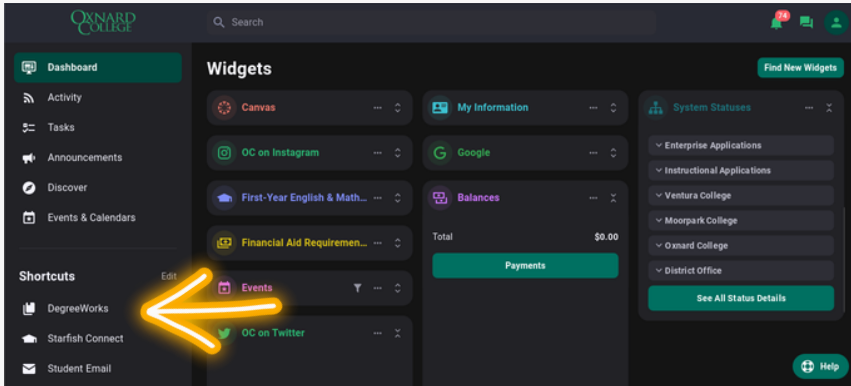 OXNARD
COLLEGE
Search
74
Dashboard
Activity
Tasks
Announcements
Discover
Events & Calendars
Shortcuts
Edit
DegreeWorks
Starfish Connect
Student Email
Widgets
Find New Widgets
Canvas
OC on Instagram
First-Year English & Math...
Financial Aid Requiremen...
Events
OC on Twitter
My Information
Google
Balances
Total $0.00
Payments
System Statuses
Enterprise Applications
Instructional Applications
Ventura College
Moorpark College
Oxnard College
District Office
See All Status Details
Help